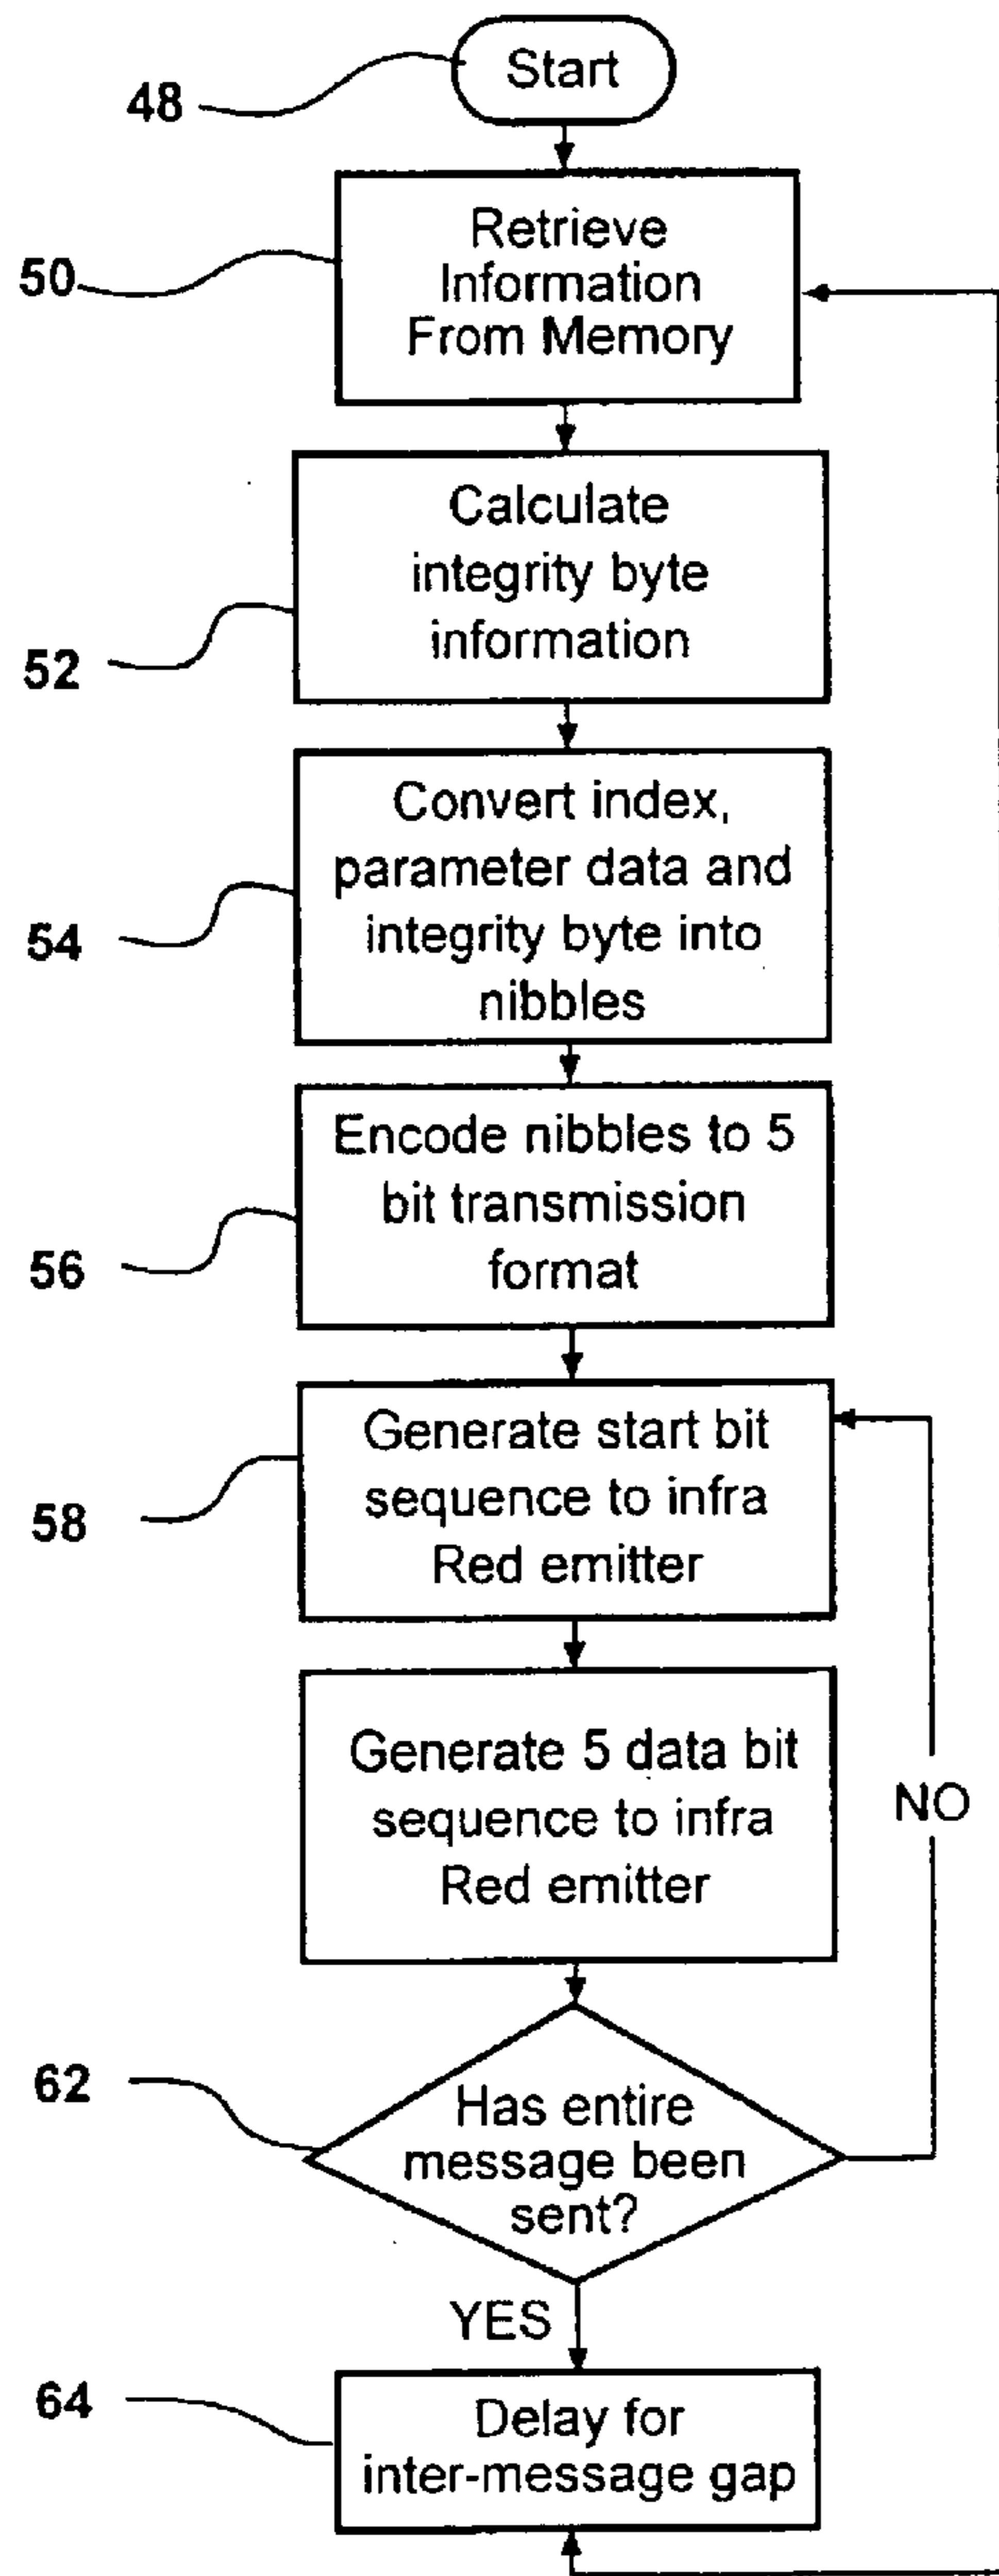 48
Start
50
Retrieve
Information
From Memory
52
Calculate
integrity byte
information
54
Convert index,
parameter data and
integrity byte into
nibbles
56
Encode nibbles to 5
bit transmission
format
58
Generate start bit
sequence to infra
Red emitter
Generate 5 data bit
sequence to infra
Red emitter
NO
62
Has entire
message been
sent?
YES
64
Delay for
inter-message gap